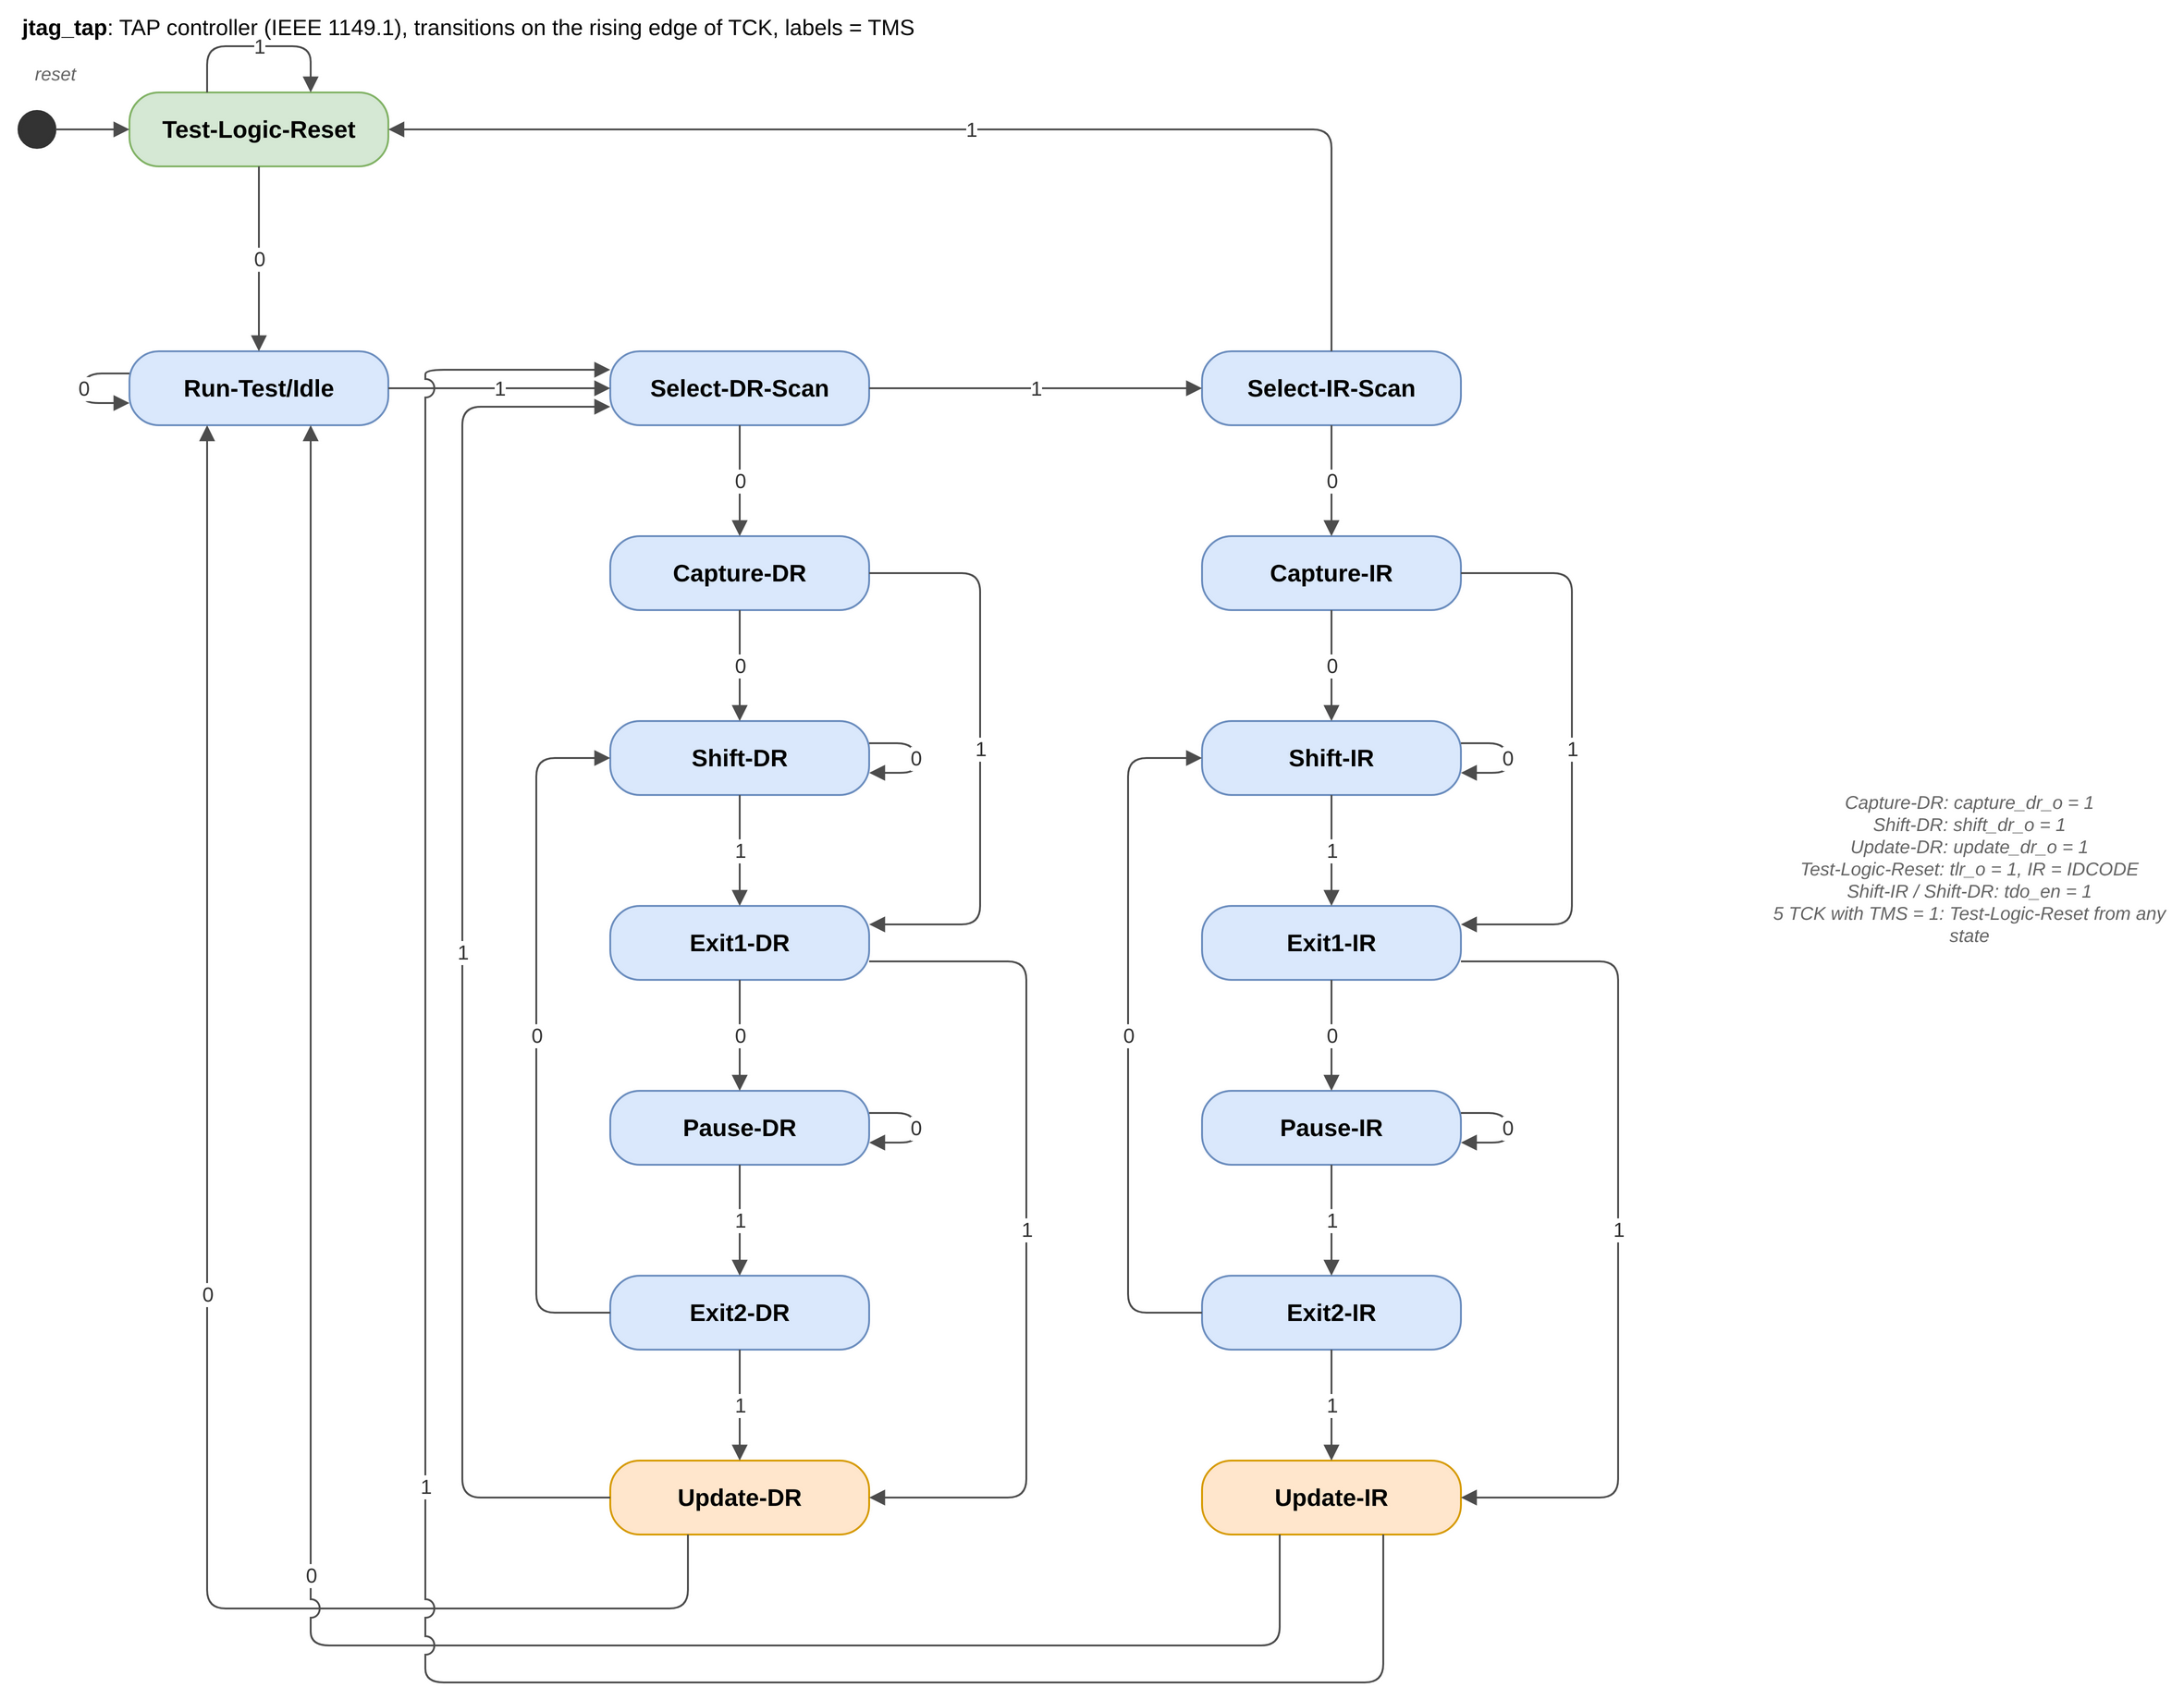 jtag_tap: TAP controller (IEEE 1149.1), transitions on the rising edge of TCK, labels = TMS
1
reset
Test-Logic-Reset
1
0
Run-Test/Idle
0
1
Select-DR-Scan
1
Select-IR-Scan
0
0
Capture-DR
Capture-IR
0
0
1
1
Shift-DR
0
Shift-IR
0
Capture-DR: capture_dr_o = 1
Shift-DR: shift_dr_o = 1
Update-DR: update_dr_o = 1
Test-Logic-Reset: tlr_o = 1, IR = IDCODE
Shift-IR / Shift-DR: tdo_en = 1
5 TCK with TMS = 1: Test-Logic-Reset from any
state
1
1
Exit1-DR
Exit1-IR
1
0
0
0
0
Pause-DR
0
Pause-IR
0
1
1
1
1
0
Exit2-DR
Exit2-IR
1
1
1
Update-DR
Update-IR
0